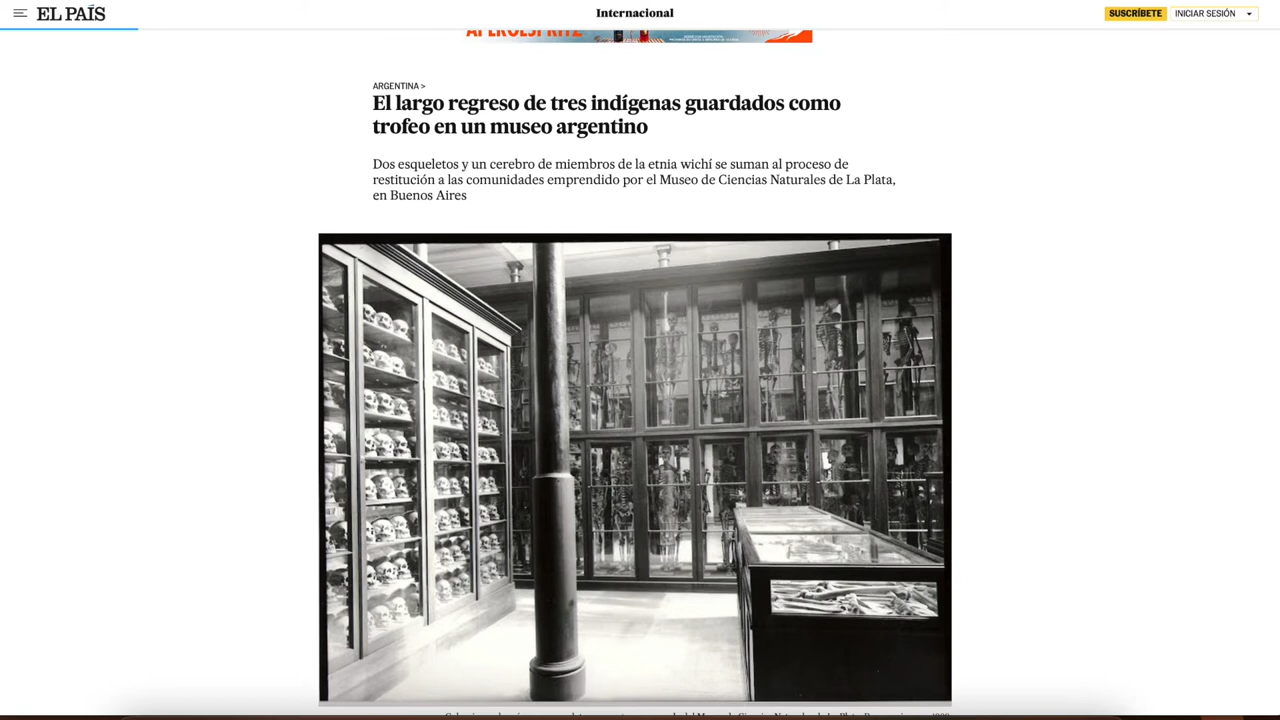 EL PAÍS
Internacional
SUSCRÍBETE
INICIAR SESIÓN
ARGENTINA >
El largo regreso de tres indígenas guardados como
trofeo en un museo argentino
Dos esqueletos y un cerebro de miembros de la etnia wichí se suman al proceso de
restitución a las comunidades emprendido por el Museo de Ciencias Naturales de La Plata,
en Buenos Aires